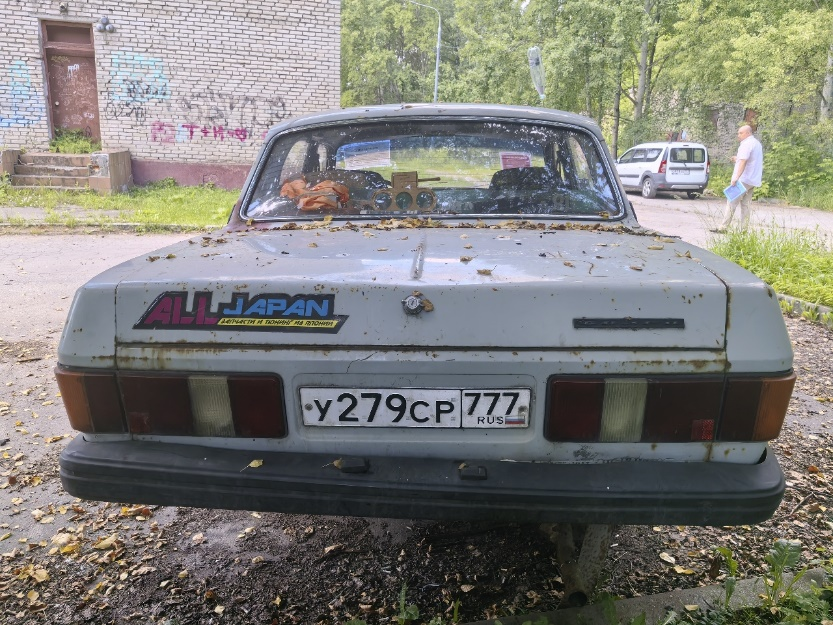 Т+П=
ALL JAPAN
ЗАПЧАСТИ И ТЮНИНГ ИЗ ЯПОНИИ
У279СР 777
RUS